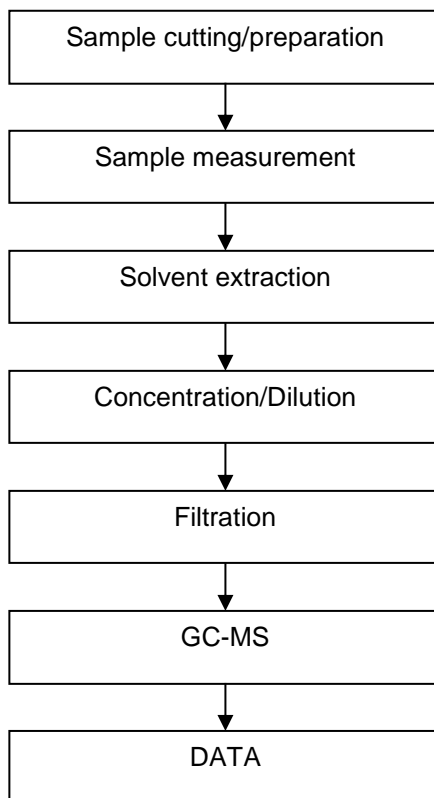 Sample cutting/preparation
Sample measurement
Solvent extraction
Concentration/Dilution
Filtration
GC-MS
DATA